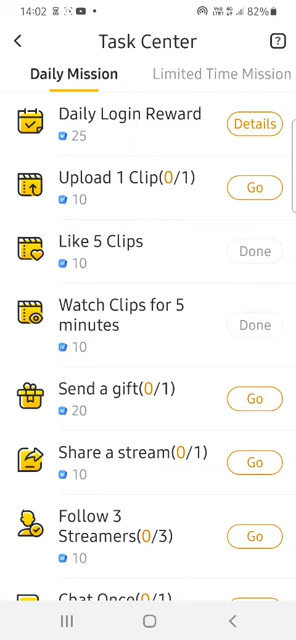 14:02
82%
Task Center
Daily Mission
Limited Time Mission
Daily Login Reward
25
Details
Upload 1 Clip(0/1)
10
Go
Like 5 Clips
10
Done
Watch Clips for 5
minutes
10
Done
Send a gift(0/1)
20
Go
Share a stream(0/1)
10
Go
Follow 3
Streamers(0/3)
10
Go
Chat Once(0/1)